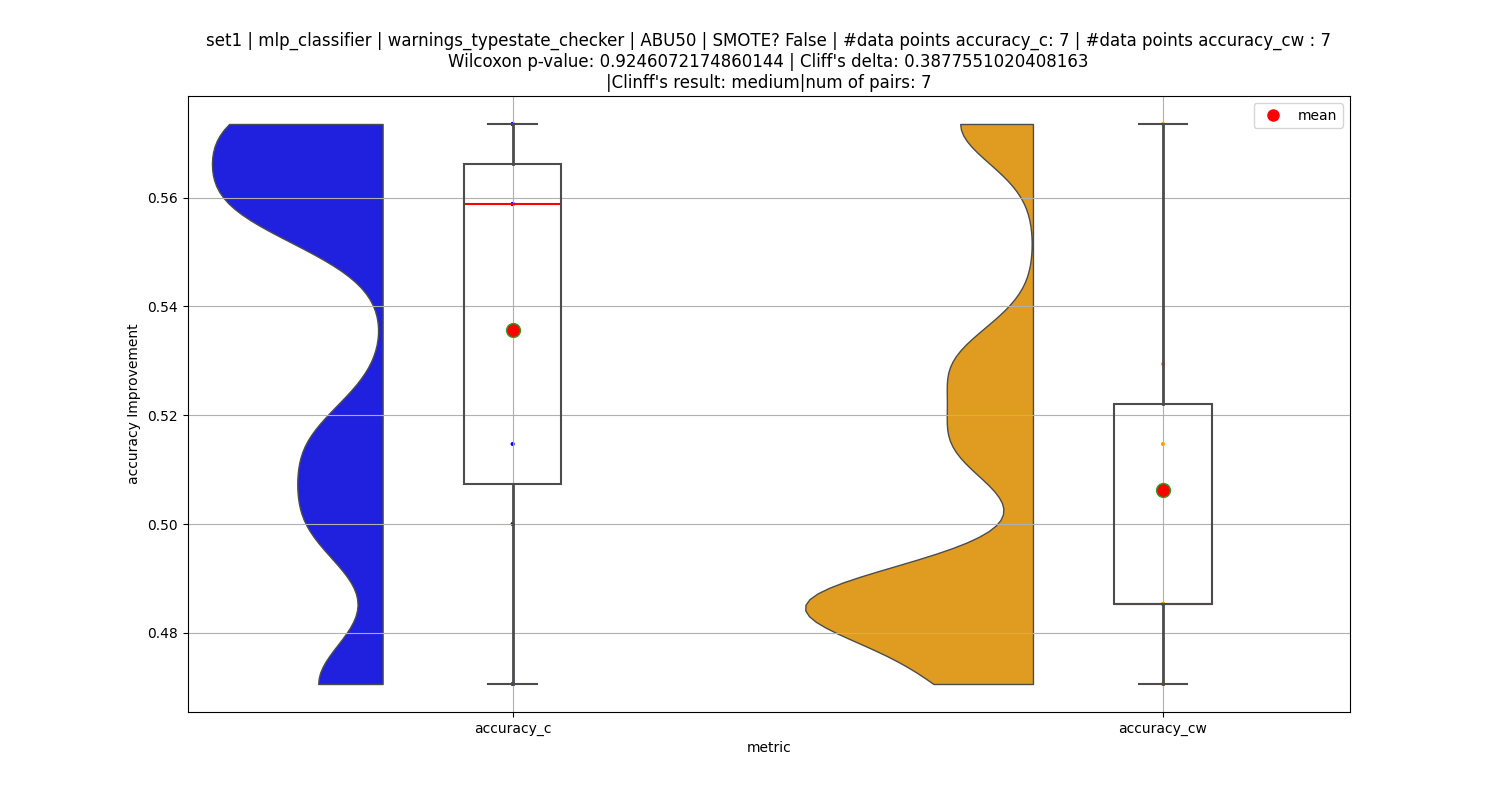 set1 | mlp_classifier | warnings_typestate_checker | ABU50 | SMOTE? False | #data points accuracy_c: 7 | #data points accuracy_cw : 7
Wilcoxon p-value: 0.9246072174860144 | Cliff's delta: 0.3877551020408163
|Clinff's result: medium|num of pairs: 7
mean
0.56
0.54
0.52
0.50
0.48
accuracy Improvement
accuracy_c
accuracy_cw
metric